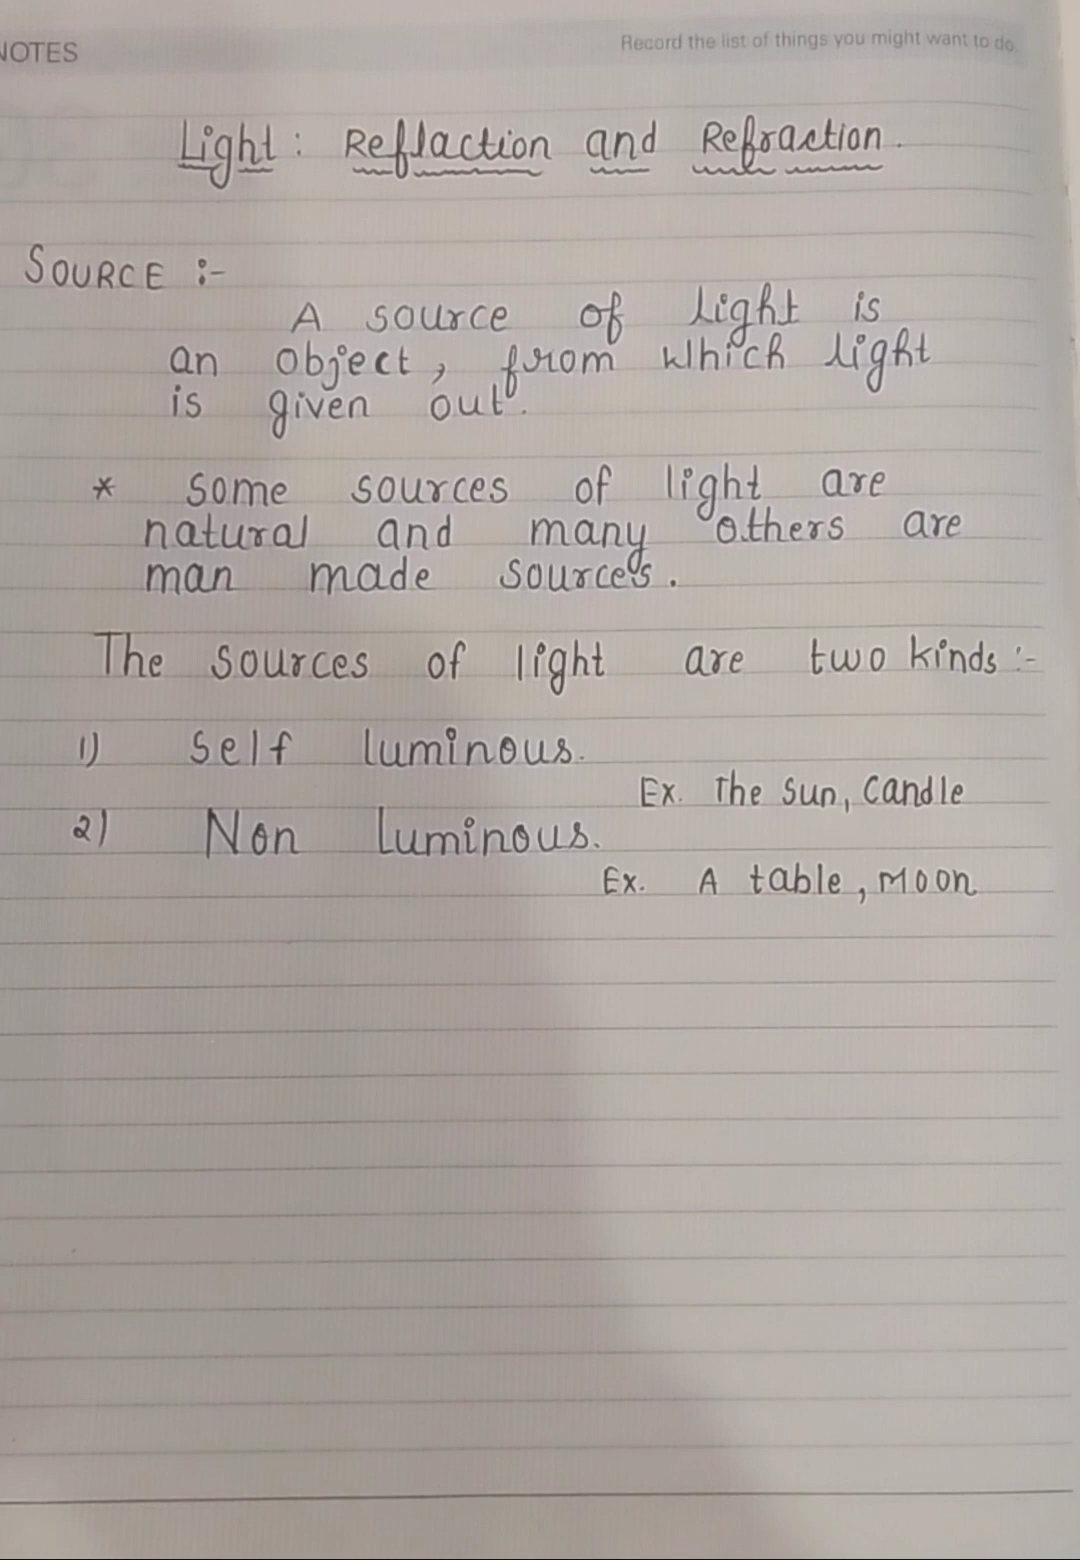 NOTES
Record the list of things you might want to do.
Light : Reflaction and Refraction.
SOURCE :-
A source of light is
an object, from which light
is given out.
* Some sources of light are
natural and many others are
man made sources.
The sources of light are two kinds :-
1) Self luminous.
Ex. The Sun, Candle
2) Non luminous.
Ex. A table, Moon